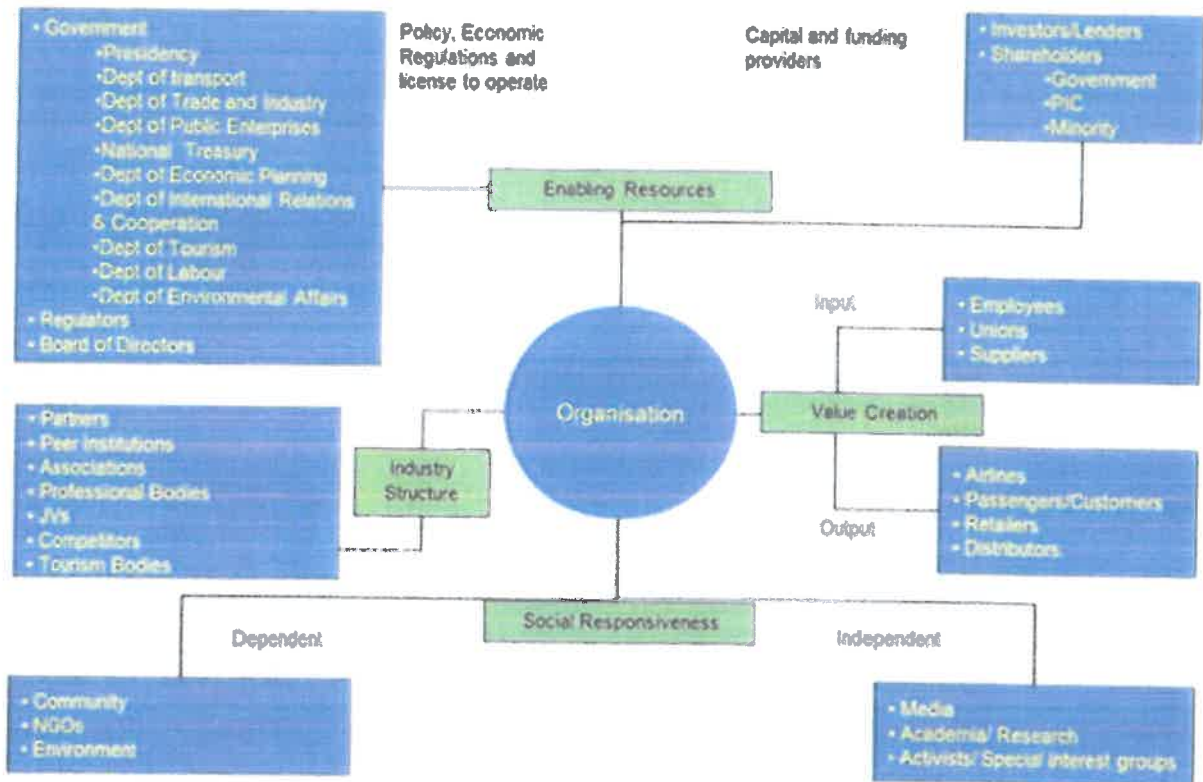 • Government
•Presidency
•Dept of transport
•Dept of Trade and Industry
•Dept of Public Enterprises
•National Treasury
•Dept of Economic Planning
•Dept of International Relations
& Cooperation
•Dept of Tourism
•Dept of Labour
•Dept of Environmental Affairs
• Regulators
• Board of Directors
Policy, Economic
Regulations and
license to operate
Capital and funding
providers
• Investors/Lenders
• Shareholders
•Government
•PIC
•Minority
Enabling Resources
Input
• Employees
• Unions
• Suppliers
Organisation
Value Creation
• Partners
• Peer institutions
• Associations
• Professional Bodies
• JVs
• Tourism Bodies
Industry
Structure
Output
• Airlines
• Passengers/Customers
• Retailers
• Distributors
Social Responsiveness
Dependent
Independent
• Community
• NGOs
• Environment
• Media
• Academia/ Research
• Activists/ Special interest groups